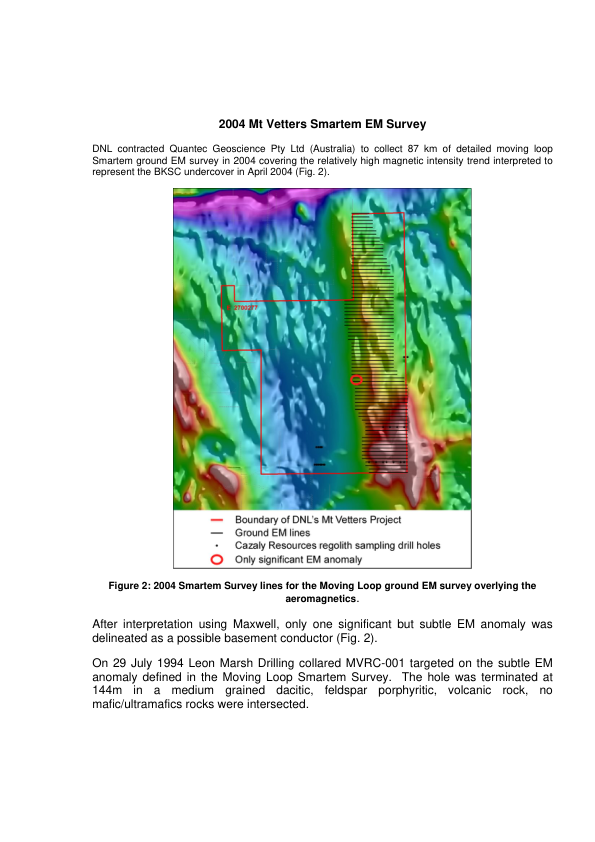 2004 Mt Vetters Smartem EM Survey
DNL contracted Quantec Geoscience Pty Ltd (Australia) to collect 87 km of detailed moving loop
Smartem ground EM survey in 2004 covering the relatively high magnetic intensity trend interpreted to
represent the BKSC undercover in April 2004 (Fig. 2).
Boundary of DNL's Mt Vetters Project
Ground EM lines
Cazaly Resources regolith sampling drill holes
Only significant EM anomaly
Figure 2: 2004 Smartem Survey lines for the Moving Loop ground EM survey overlying the
aeromagnetics.
After interpretation using Maxwell, only one significant but subtle EM anomaly was
delineated as a possible basement conductor (Fig. 2).
On 29 July 1994 Leon Marsh Drilling collared MVRC-001 targeted on the subtle EM
anomaly defined in the Moving Loop Smartem Survey. The hole was terminated at
144m in a medium grained dacitic, feldspar porphyritic, volcanic rock, no
mafic/ultramafics rocks were intersected.